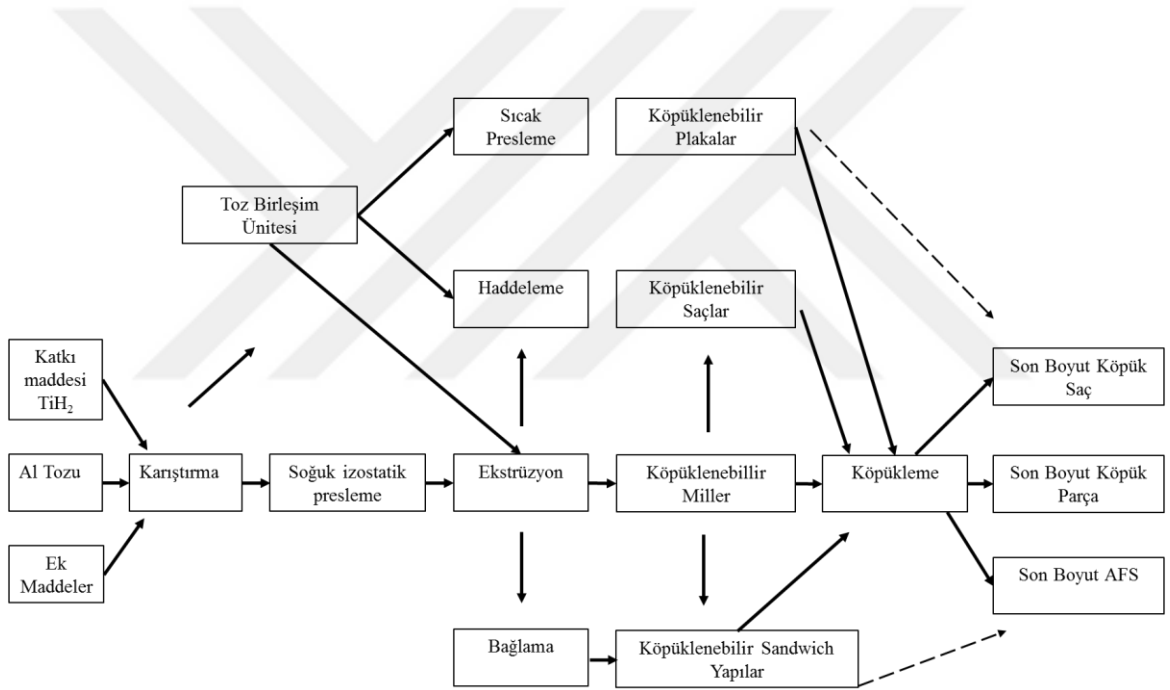 Sıcak
Presleme
Köpüklenebilir
Plakalar
Toz Birleşim
Ünitesi
Haddeleme
Köpüklenebilir
Saçlar
Katkı
maddesi
TiH₂
Son Boyut Köpük
Saç
Al Tozu
Karıştırma
Soğuk izostatik
presleme
Ekstrüzyon
Köpüklenebillir
Miller
Köpükleme
Son Boyut Köpük
Parça
Ek
Maddeler
Son Boyut AFS
Bağlama
Köpüklenebilir Sandwich
Yapılar